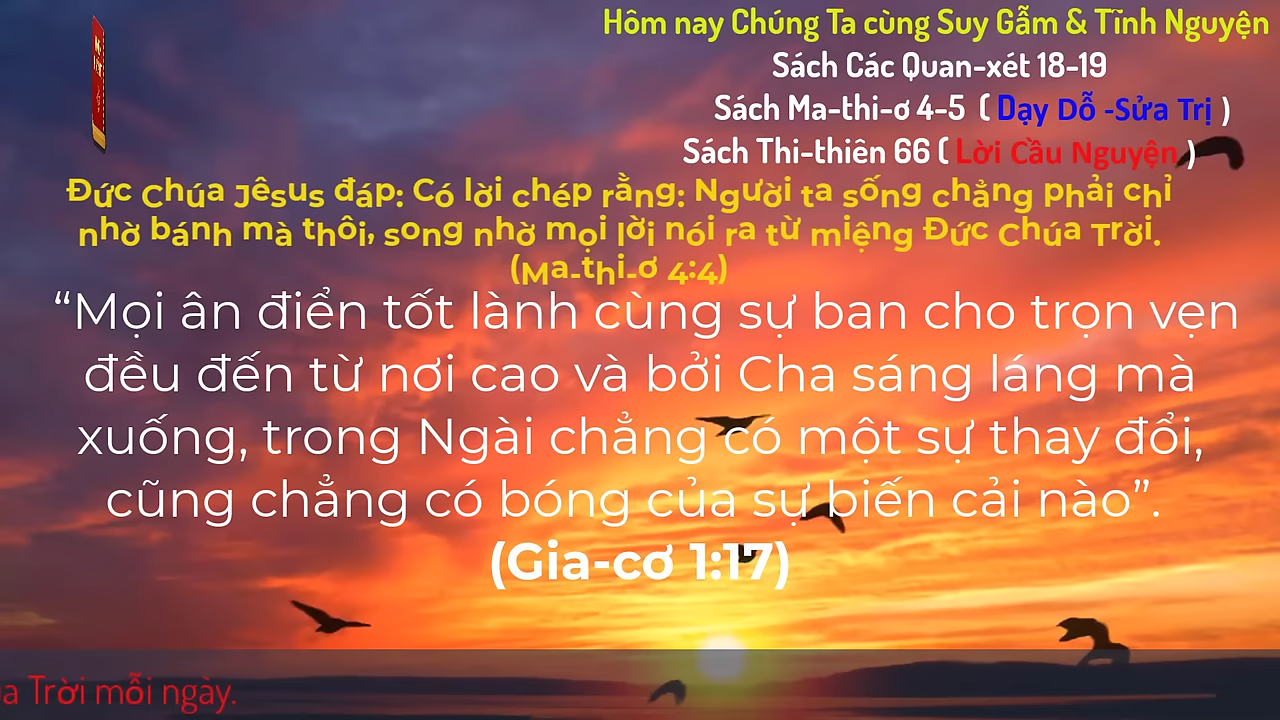 Hôm nay Chúng Ta cùng Suy Gẫm & Tĩnh Nguyện
Sách Các Quan-xét 18-19
Sách Ma-thi-ơ 4-5 ( Dạy Dỗ -Sửa Trị )
Sách Thi-thiên 66 ( Lời Cầu Nguyện )
Đức Chúa Jêsus đáp: Có lời chép rằng: Người ta sống chẳng phải chỉ
nhờ bánh mà thôi, song nhờ mọi lời nói ra từ miệng Đức Chúa Trời.
(Ma-thi-ơ 4:4)
“Mọi ân điển tốt lành cùng sự ban cho trọn vẹn
đều đến từ nơi cao và bởi Cha sáng láng mà
xuống, trong Ngài chẳng có một sự thay đổi,
cũng chẳng có bóng của sự biến cải nào”.
(Gia-cơ 1:17)
Trời mỗi ngày.